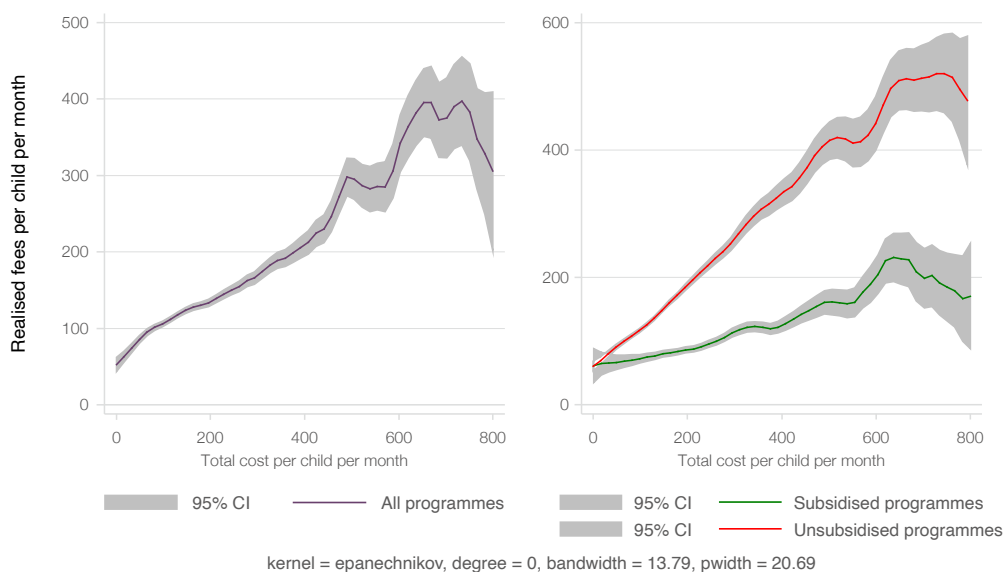 Realised fees per child per month
500
400
300
200
100
0
0 200 400 600 800
Total cost per child per month
600
400
200
0
0 200 400 600 800
Total cost per child per month
95% CI All programmes
95% CI Subsidised programmes
95% CI Unsubsidised programmes
kernel = epanechnikov, degree = 0, bandwidth = 13.79, pwidth = 20.69